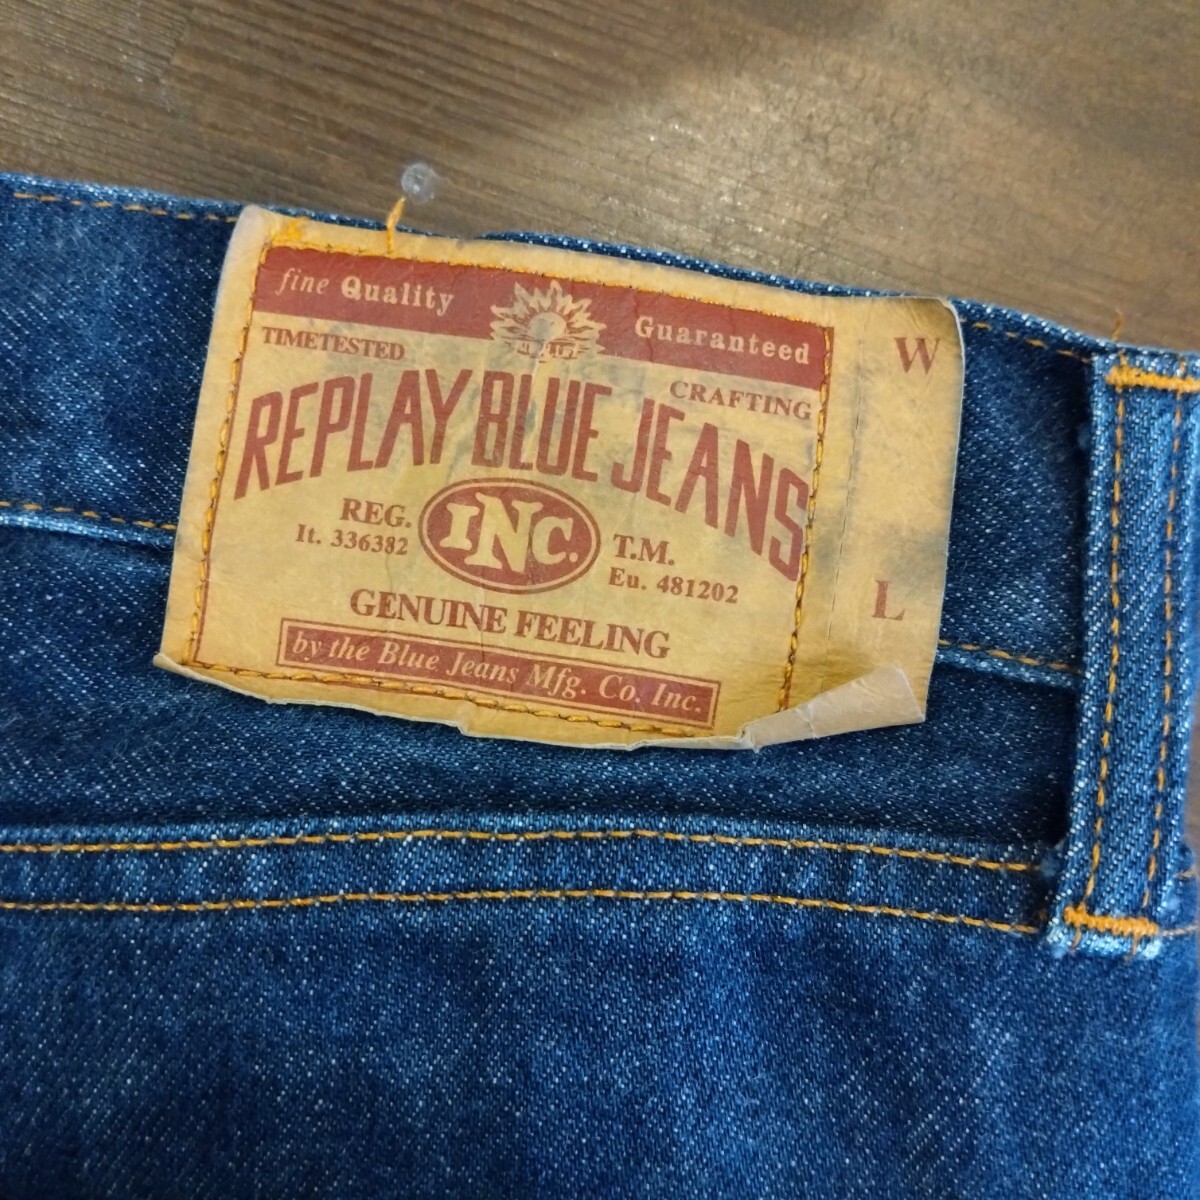 fine Quality Guaranteed
TIMETESTED CRAFTING
REPLAY BLUE JEANS
INC.
REG. T.M.
It. 336382 Eu. 481202
GENUINE FEELING
by the Blue Jeans Mfg. Co. Inc.
W
L